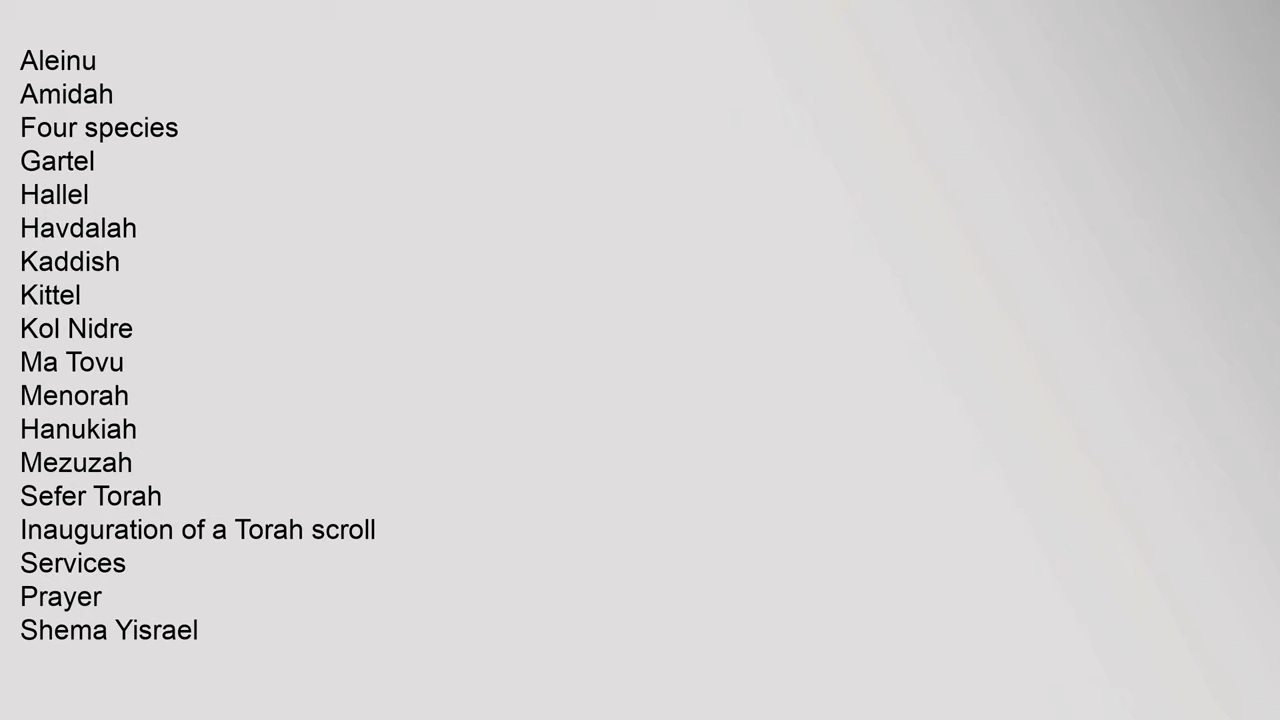 Aleinu
Amidah
Four species
Gartel
Hallel
Havdalah
Kaddish
Kittel
Kol Nidre
Ma Tovu
Menorah
Hanukiah
Mezuzah
Sefer Torah
Inauguration of a Torah scroll
Services
Prayer
Shema Yisrael